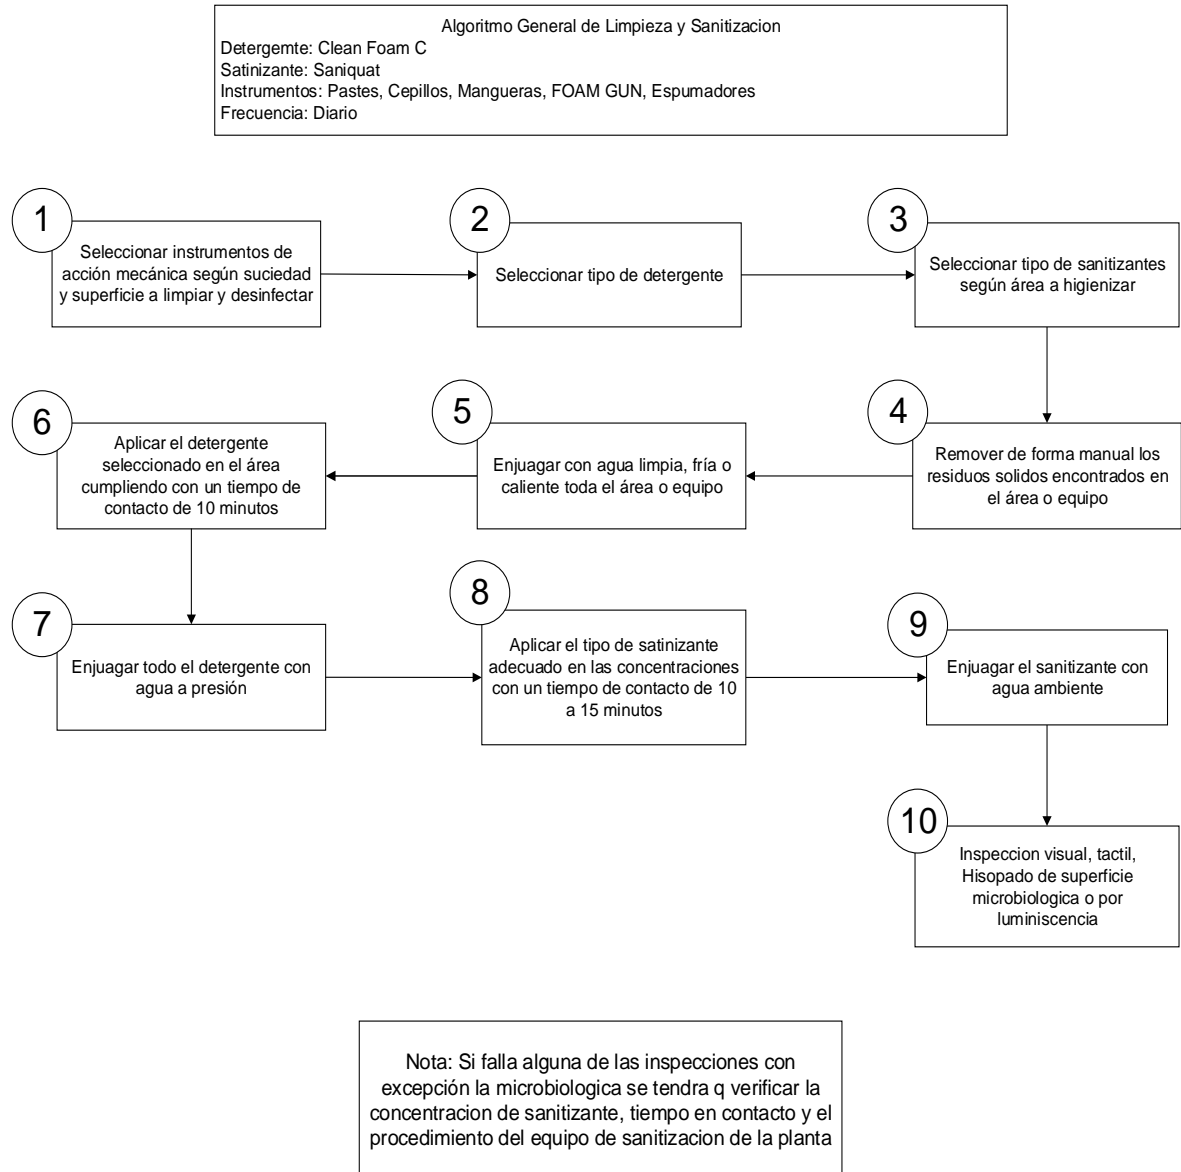 Algoritmo General de Limpieza y Sanitizacion
Detergemte: Clean Foam C
Satinizante: Saniquat
Instrumentos: Pastes, Cepillos, Mangueras, FOAM GUN, Espumadores
Frecuencia: Diario
1
Seleccionar instrumentos de
acción mecánica según suciedad
y superficie a limpiar y desinfectar
2
Seleccionar tipo de detergente
3
Seleccionar tipo de sanitizantes
según área a higienizar
4
Remover de forma manual los
residuos solidos encontrados en
el área o equipo
5
Enjuagar con agua limpia, fría o
caliente toda el área o equipo
6
Aplicar el detergente
seleccionado en el área
cumpliendo con un tiempo de
contacto de 10 minutos
7
Enjuagar todo el detergente con
agua a presión
8
Aplicar el tipo de satinizante
adecuado en las concentraciones
con un tiempo de contacto de 10
a 15 minutos
9
Enjuagar el sanitizante con
agua ambiente
10
Inspeccion visual, tactil,
Hisopado de superficie
microbiologica o por
luminiscencia
Nota: Si falla alguna de las inspecciones con
excepción la microbiologica se tendra q verificar la
concentracion de sanitizante, tiempo en contacto y el
procedimiento del equipo de sanitizacion de la planta